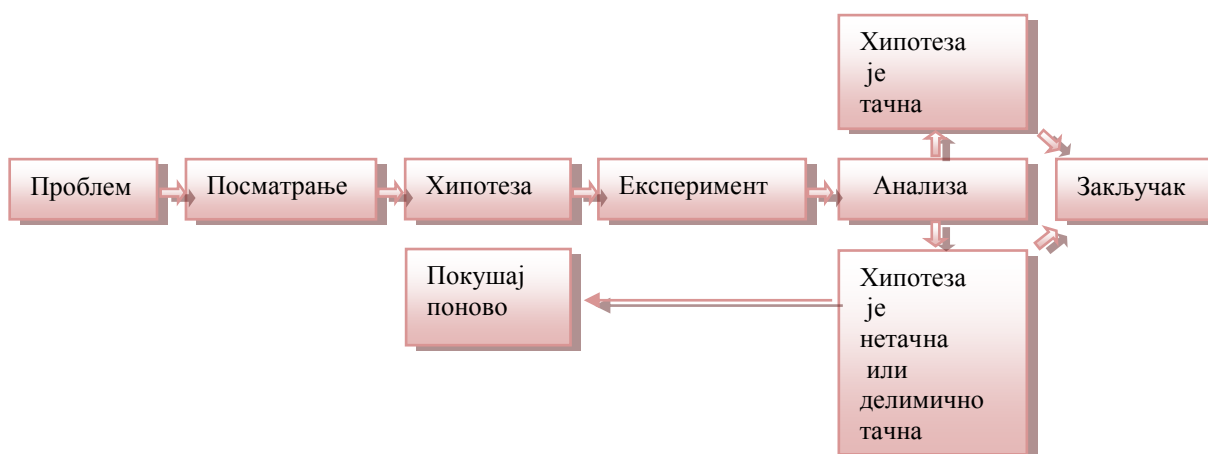 Хипотеза
је
тачна
Проблем
Посматрање
Хипотеза
Експеримент
Анализа
Закључак
Покушај
поново
Хипотеза
је
нетачна
или
делимично
тачна